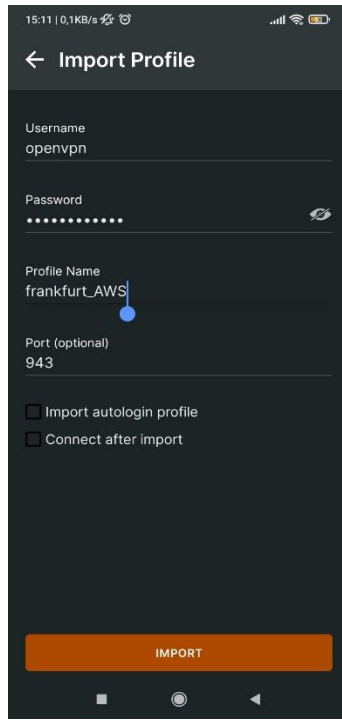 15:11 | 0,1KB/s
Import Profile
Username
openvpn
Password
••••••••••••
Profile Name
frankfurt_AWS
Port (optional)
943
Import autologin profile
Connect after import
IMPORT